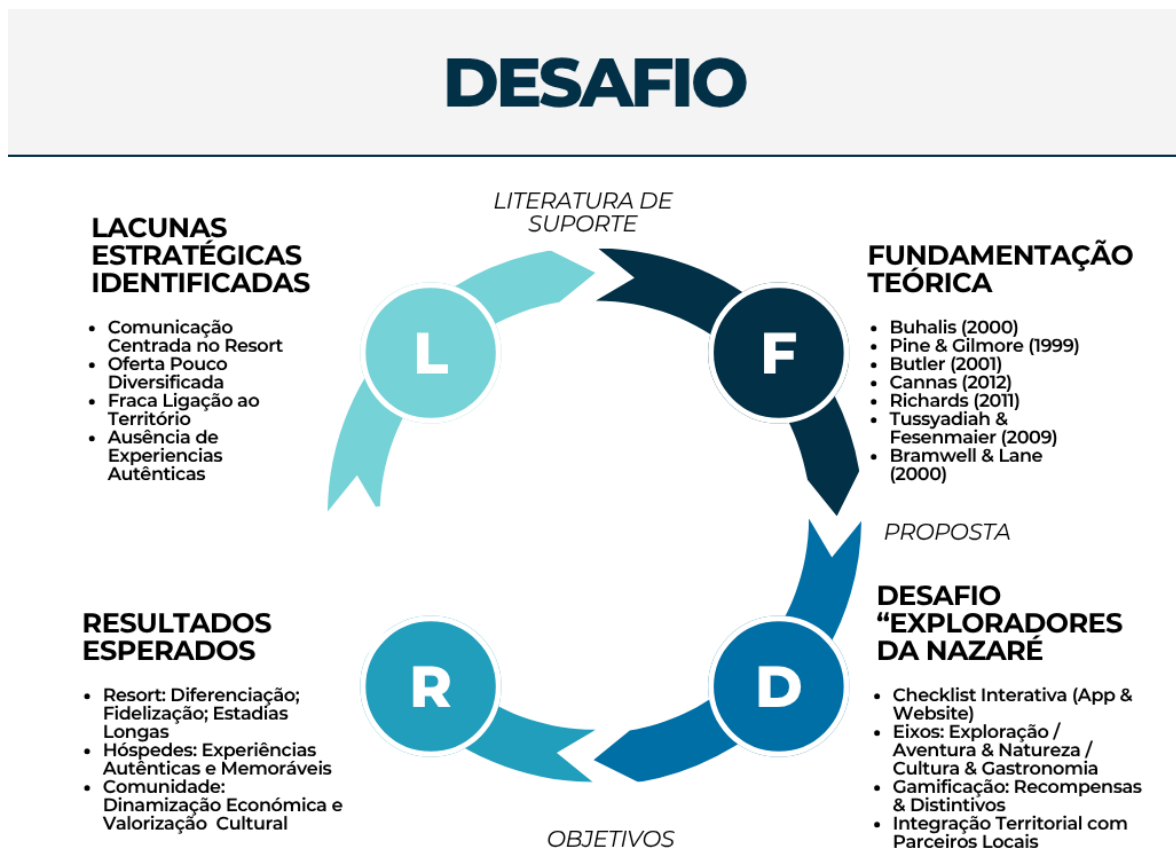 DESAFIO
LITERATURA DE
SUPORTE
LACUNAS
ESTRATÉGICAS
IDENTIFICADAS
• Comunicação
Centrada no Resort
• Oferta Pouco
Diversificada
• Fraca Ligação ao
Território
• Ausência de
Experiencias
Autênticas
L
F
FUNDAMENTAÇÃO
TEÓRICA
• Buhalis (2000)
• Pine & Gilmore (1999)
• Butler (2001)
• Cannas (2012)
• Richards (2011)
• Tussyadiah &
Fesenmaier (2009)
• Bramwell & Lane
(2000)
PROPOSTA
RESULTADOS
ESPERADOS
• Resort: Diferenciação;
Fidelização; Estadias
Longas
• Hóspedes: Experiências
Autênticas e Memoráveis
• Comunidade:
Dinamização Económica e
Valorização Cultural
R
D
DESAFIO
“EXPLORADORES
DA NAZARÉ
• Checklist Interativa (App &
Website)
• Eixos: Exploração /
Aventura & Natureza /
Cultura & Gastronomia
• Gamificação: Recompensas
& Distintivos
• Integração Territorial com
Parceiros Locais
OBJETIVOS